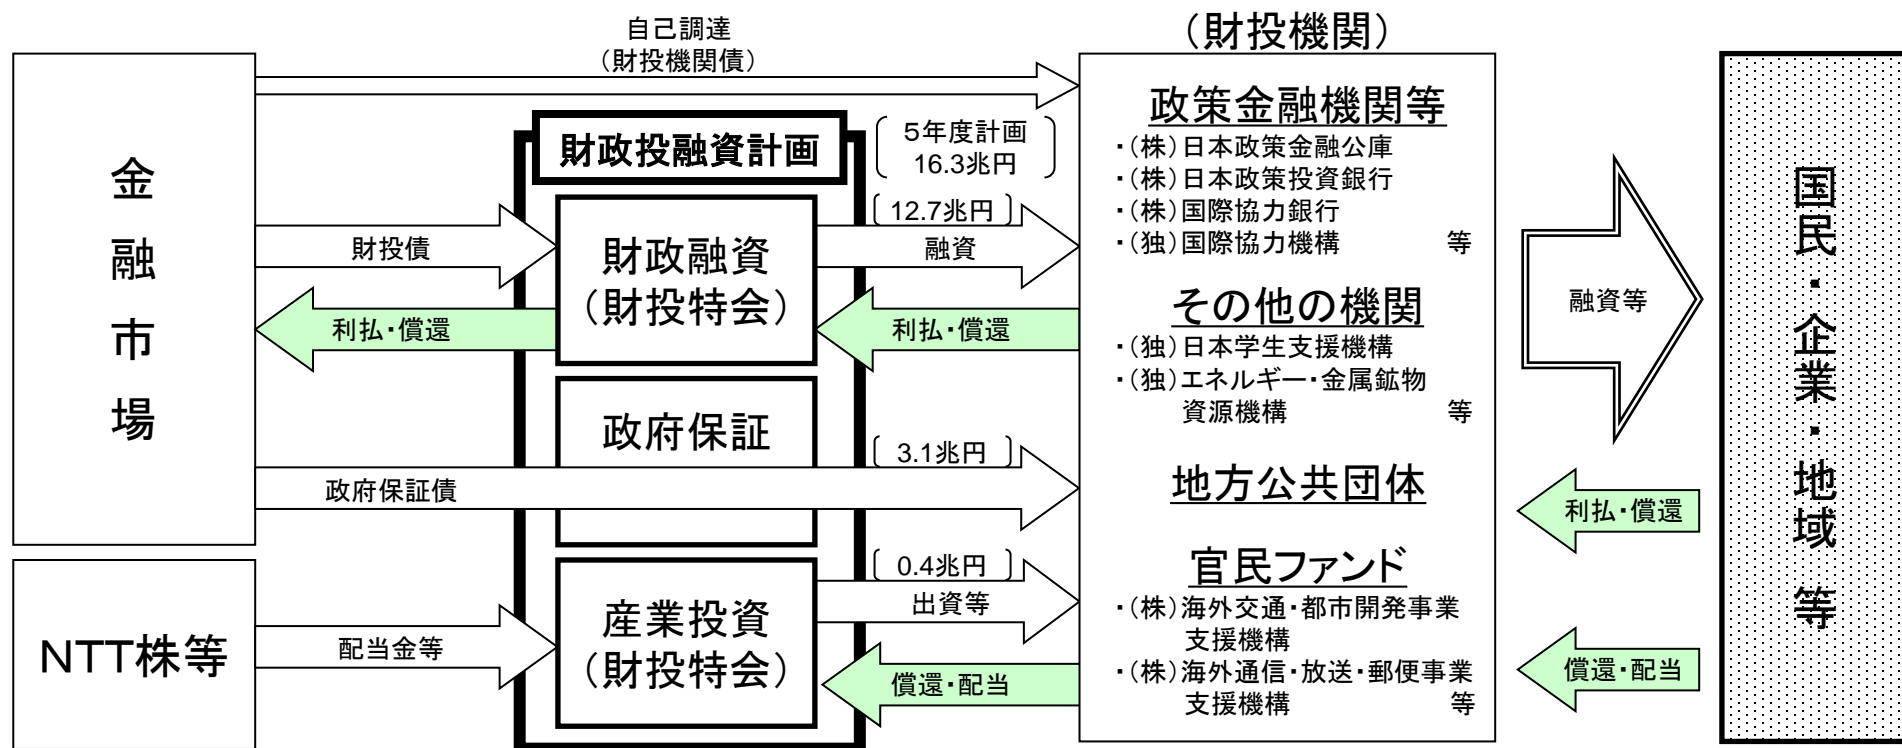 自己調達
（財投機関債）
（財投機関）
金融市場
財政投融資計画
５年度計画
16.3兆円
財投債
財政融資
（財投特会）
12.7兆円
融資
利払・償還
利払・償還
政府保証
政府保証債
3.1兆円
NTT株等
配当金等
産業投資
（財投特会）
0.4兆円
出資等
償還・配当
政策金融機関等
・（株）日本政策金融公庫
・（株）日本政策投資銀行
・（株）国際協力銀行
・（独）国際協力機構 等
その他の機関
・（独）日本学生支援機構
・（独）エネルギー・金属鉱物
資源機構 等
地方公共団体
官民ファンド
・（株）海外交通・都市開発事業
支援機構
・（株）海外通信・放送・郵便事業
支援機構 等
融資等
利払・償還
償還・配当
国民・企業・地域 等